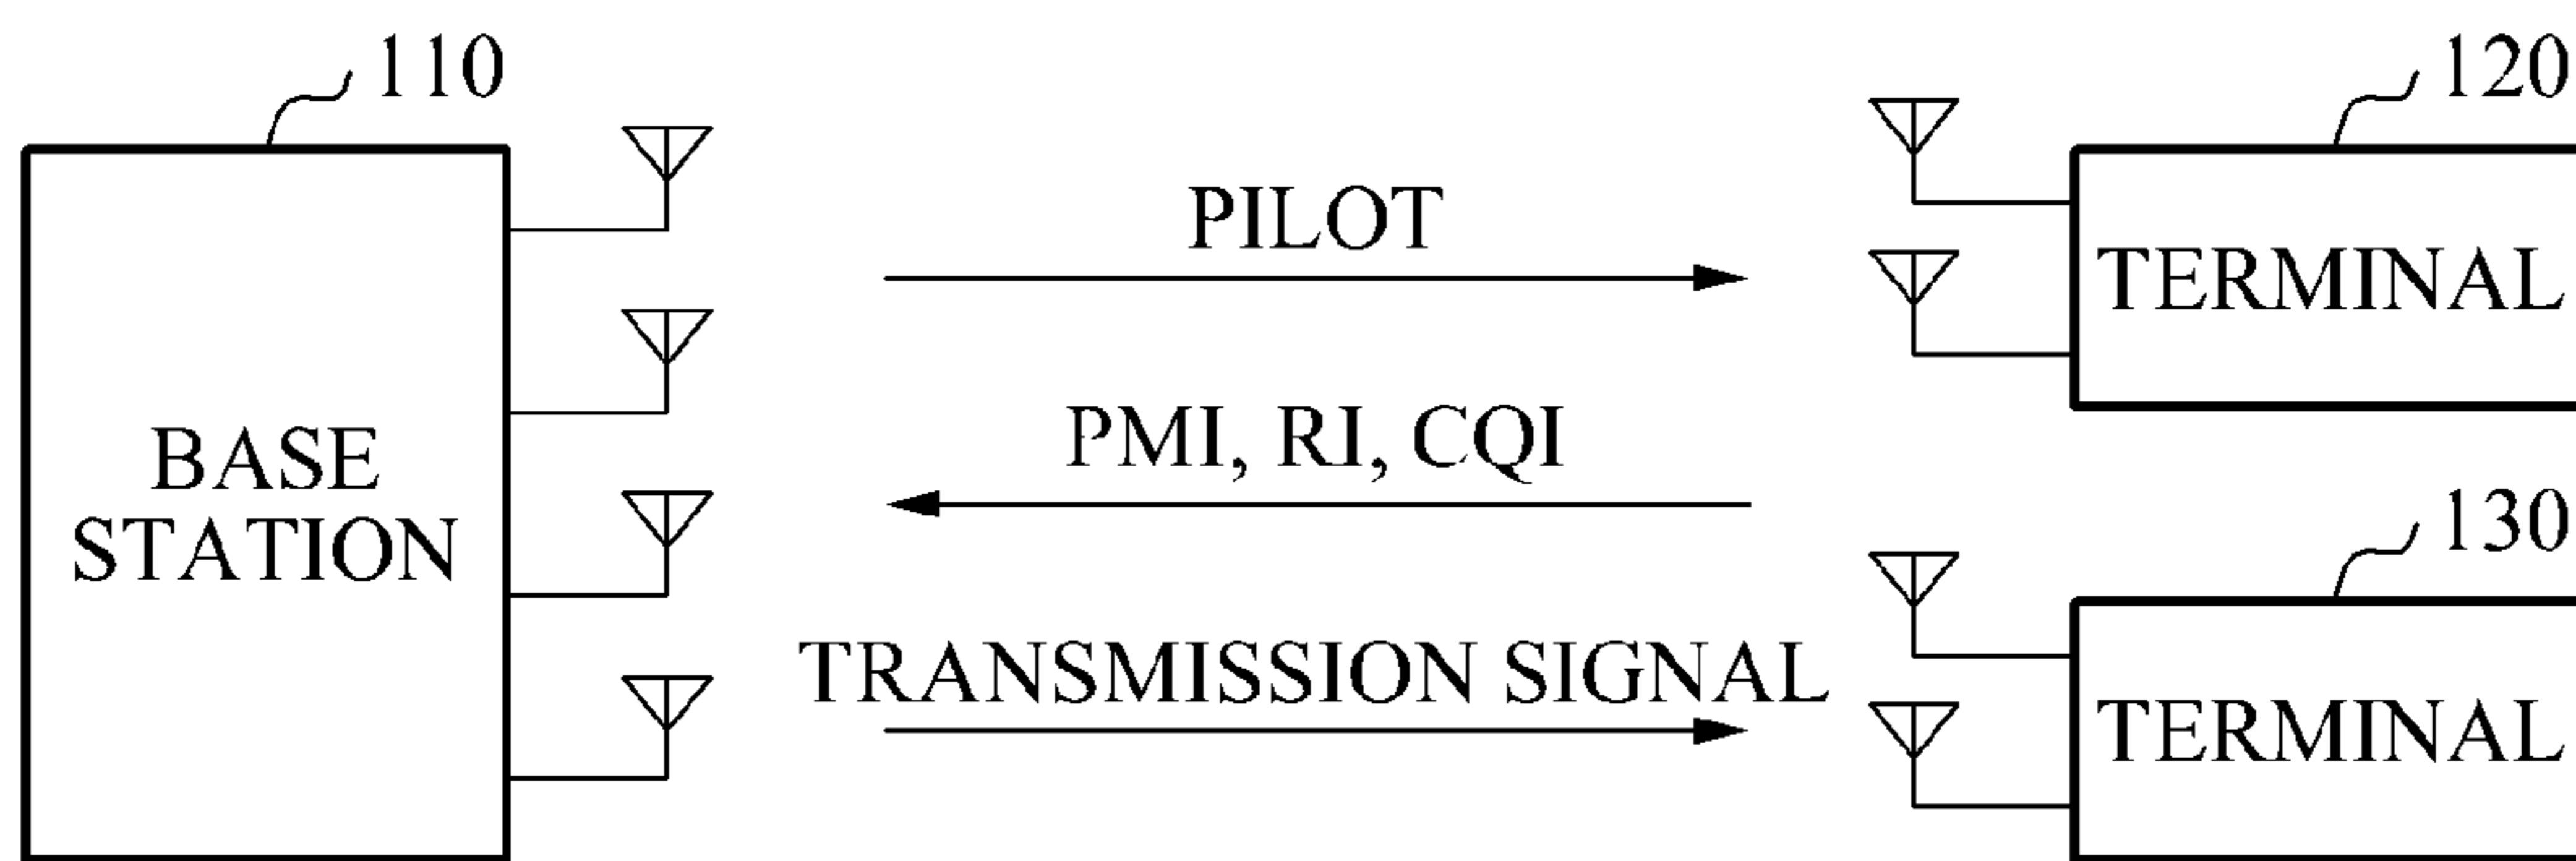 110
120
PILOT
TERMINAL
PMI, RI, CQI
BASE
STATION
130
TRANSMISSION SIGNAL
TERMINAL